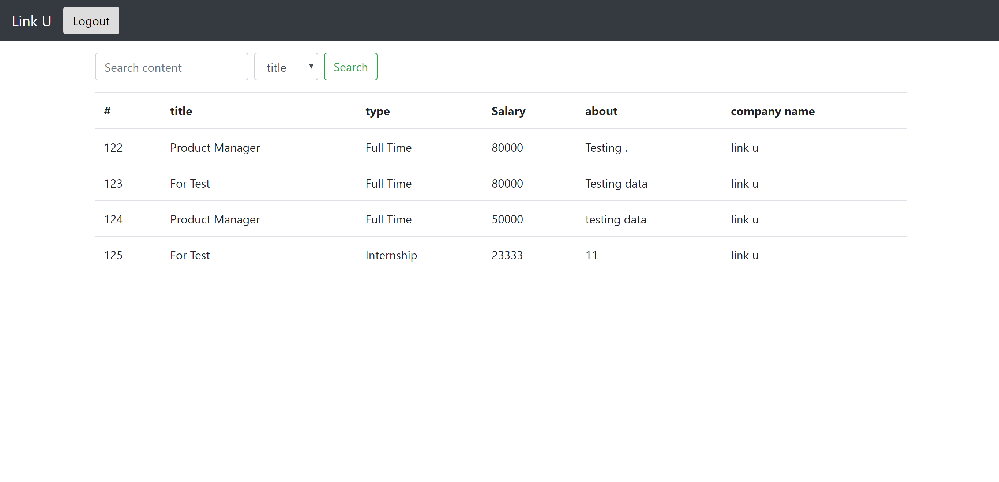 Link U Logout
Search content title Search
# title type Salary about company name
122 Product Manager Full Time 80000 Testing . link u
123 For Test Full Time 80000 Testing data link u
124 Product Manager Full Time 50000 testing data link u
125 For Test Internship 23333 11 link u